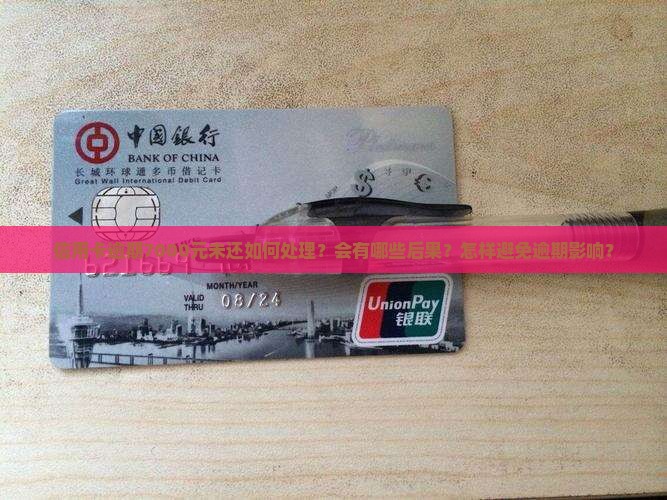 中国银行
BANK OF CHINA
长城环球通多币借记卡
Great Wall International Debit Card
元未还如何处理？会有哪些后果？怎样避免逾期影响？
MONTH/YEAR
VALID
THRU
08/24
UnionPay
银联